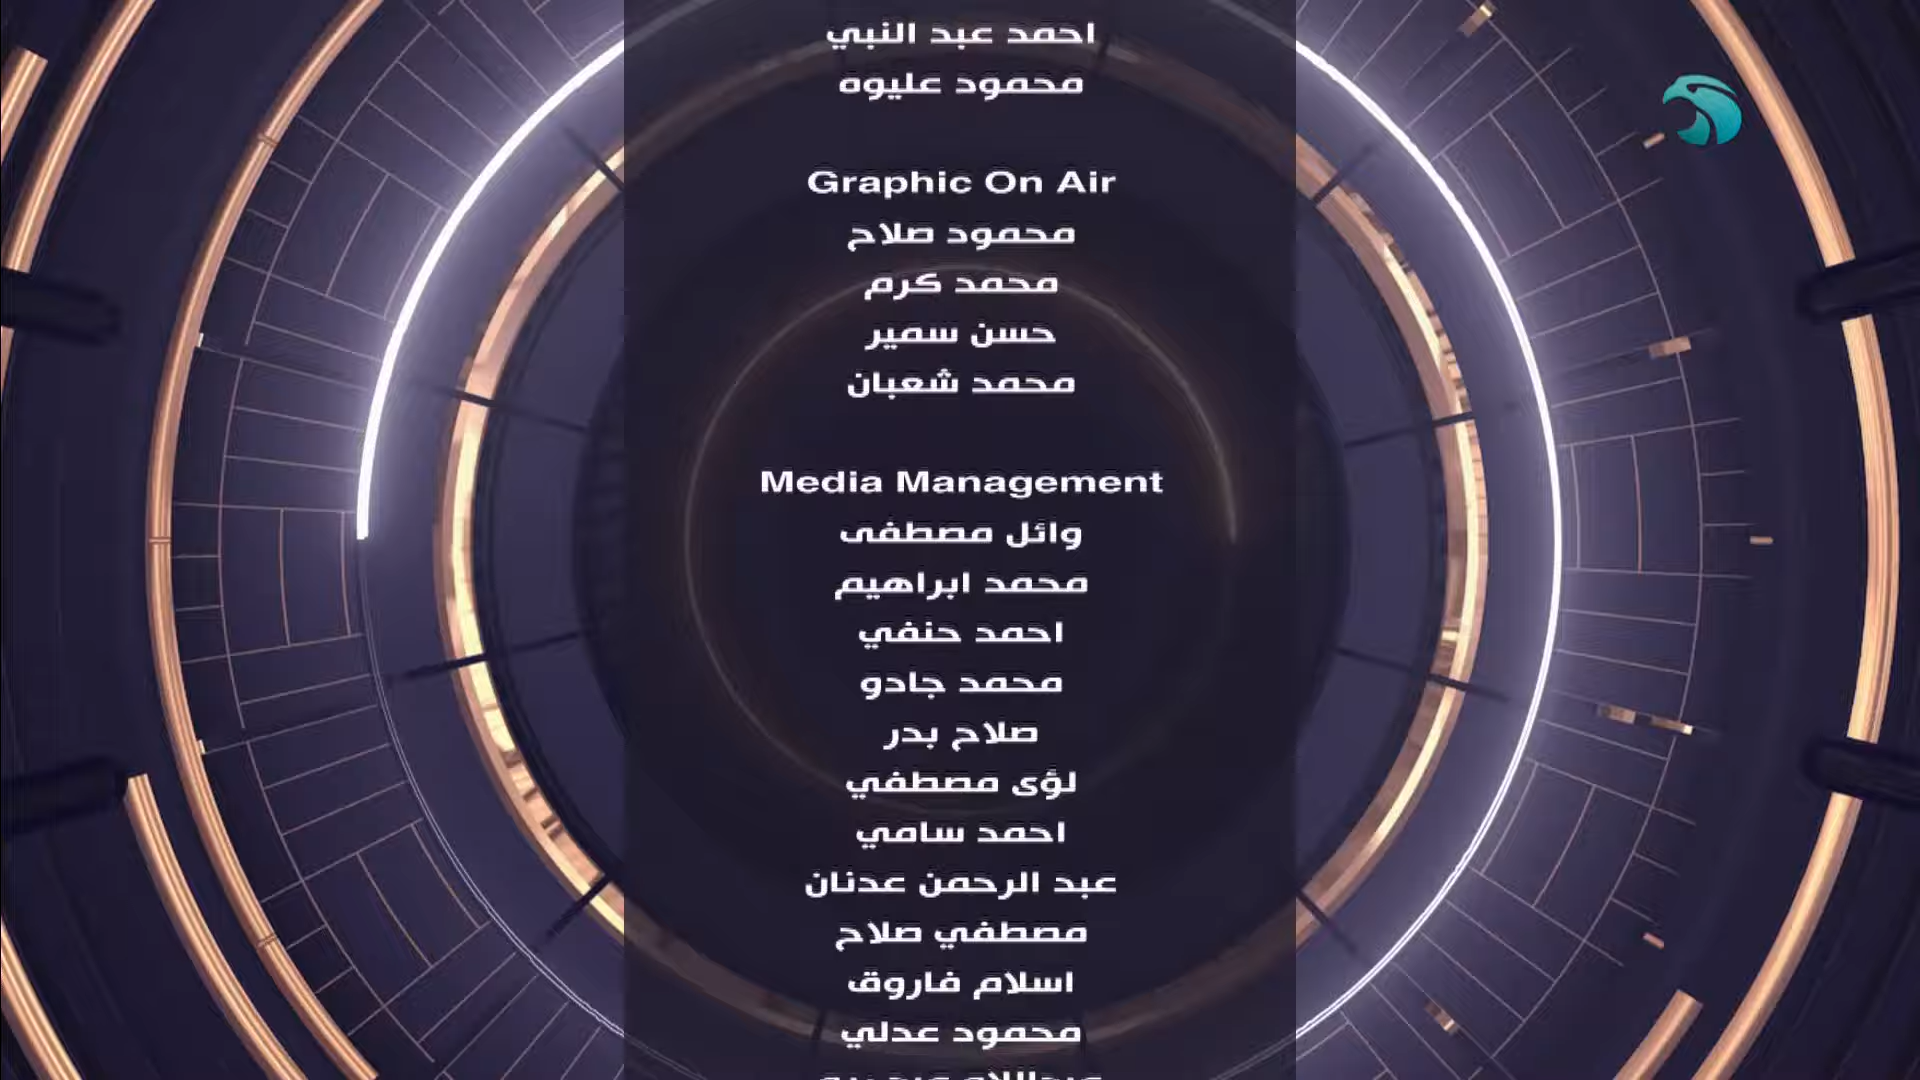 احمد عبد النبي
محمود عليوه
Graphic On Air
محمود صلاح
محمد كرم
حسن سمير
محمد شعبان
Media Management
وائل مصطفى
محمد ابراهيم
احمد حنفي
محمد جادو
صلاح بدر
لؤى مصطفي
احمد سامي
عبد الرحمن عدنان
مصطفي صلاح
اسلام فاروق
محمود عدلي